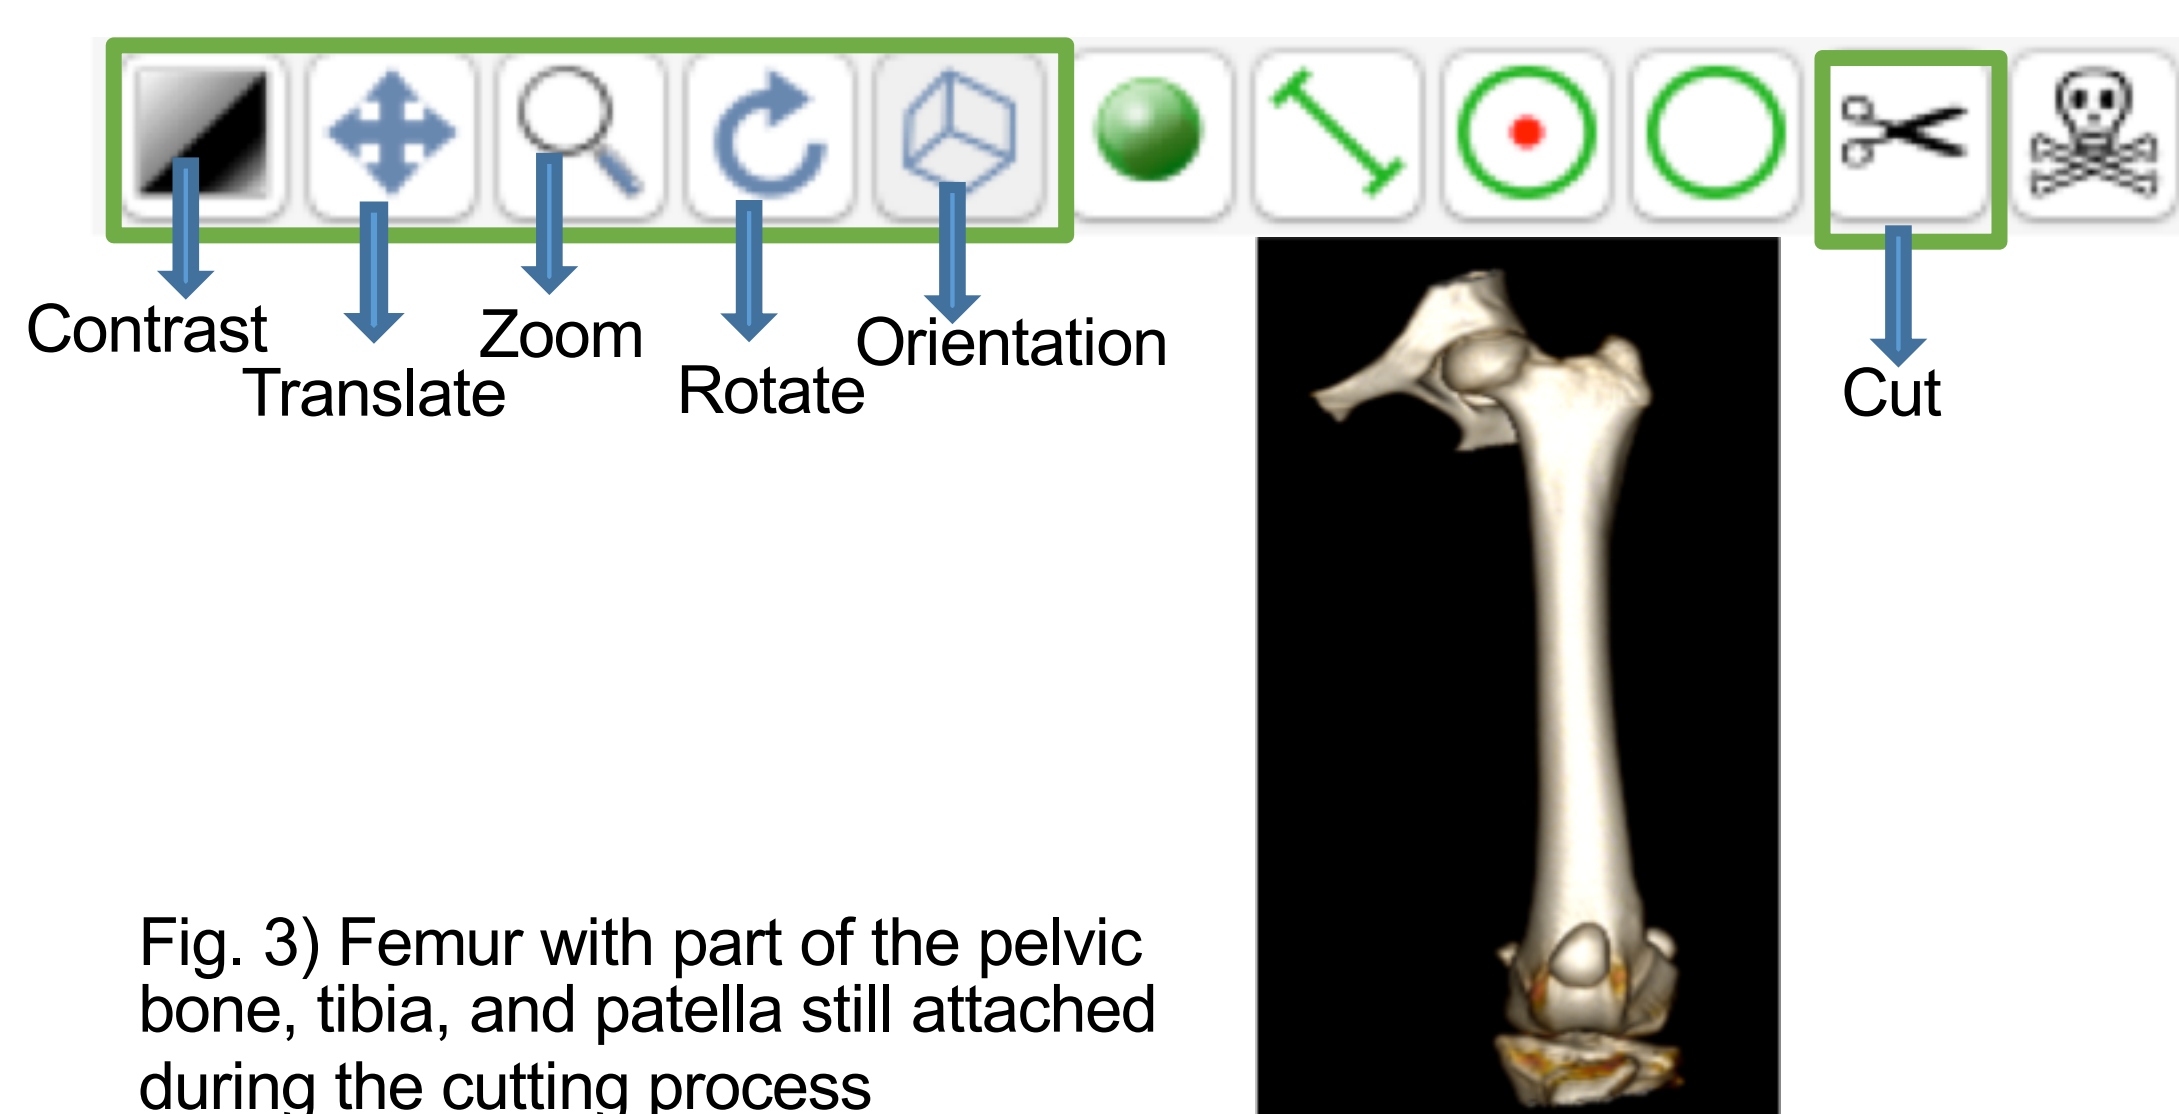 Contrast
Translate
Zoom
Rotate
Orientation
Cut
Fig. 3) Femur with part of the pelvic
bone, tibia, and patella still attached
during the cutting process